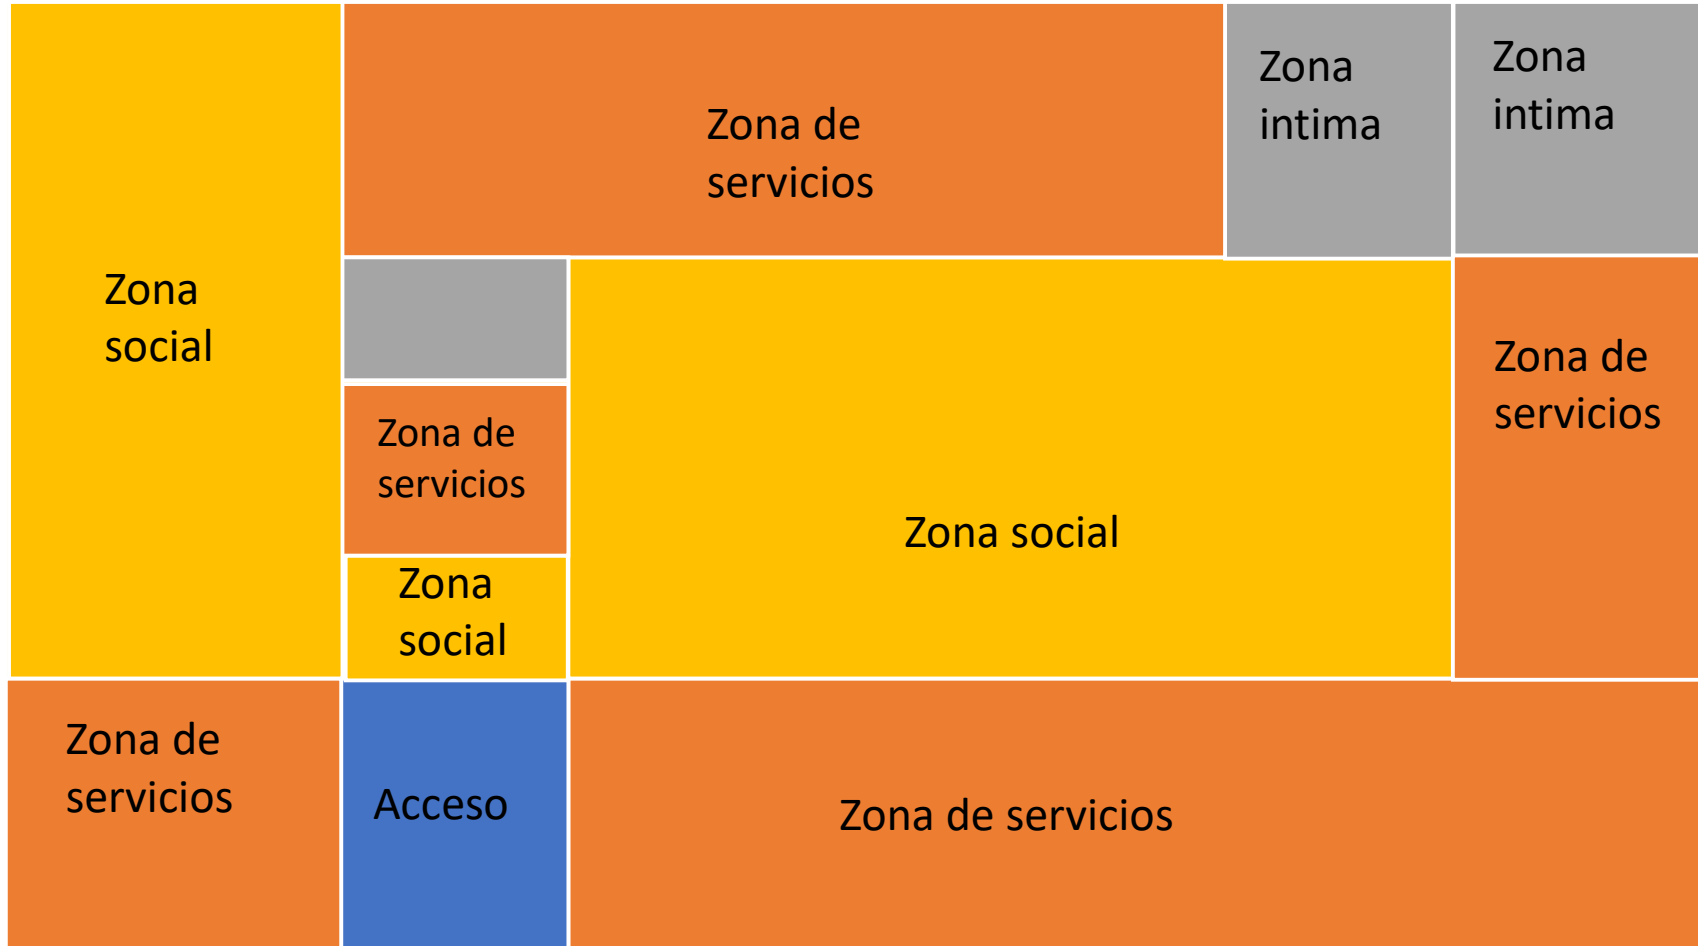 Zona de
servicios
Zona
intima
Zona
intima
Zona
social
Zona de
servicios
Zona de
servicios
Zona social
Zona
social
Zona de
servicios
Acceso
Zona de servicios